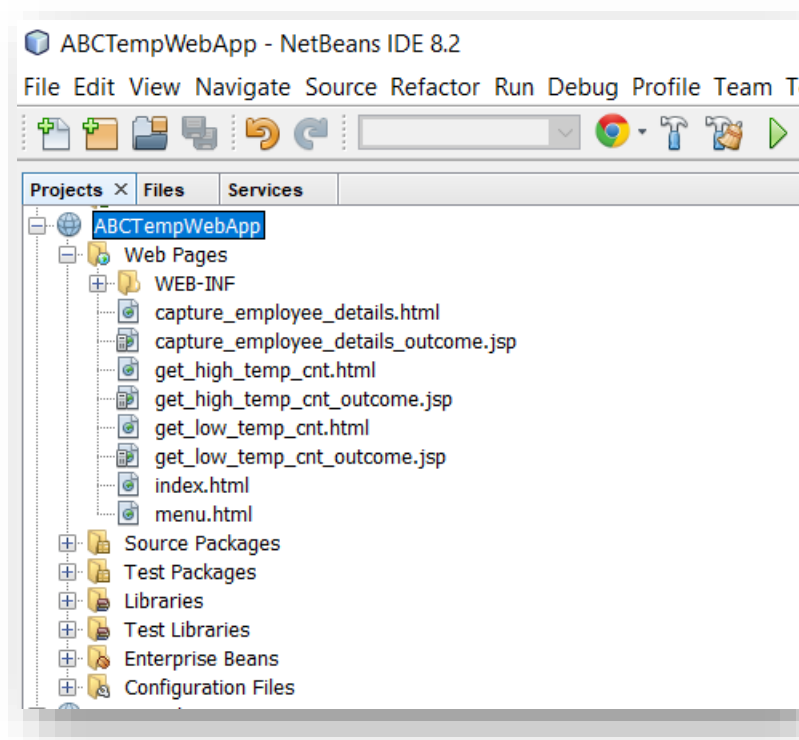 ABCTempWebApp - NetBeans IDE 8.2
File Edit View Navigate Source Refactor Run Debug Profile Team
Projects × Files Services
ABCTempWebApp
Web Pages
WEB-INF
capture_employee_details.html
capture_employee_details_outcome.jsp
get_high_temp_cnt.html
get_high_temp_cnt_outcome.jsp
get_low_temp_cnt.html
get_low_temp_cnt_outcome.jsp
index.html
menu.html
Source Packages
Test Packages
Libraries
Test Libraries
Enterprise Beans
Configuration Files